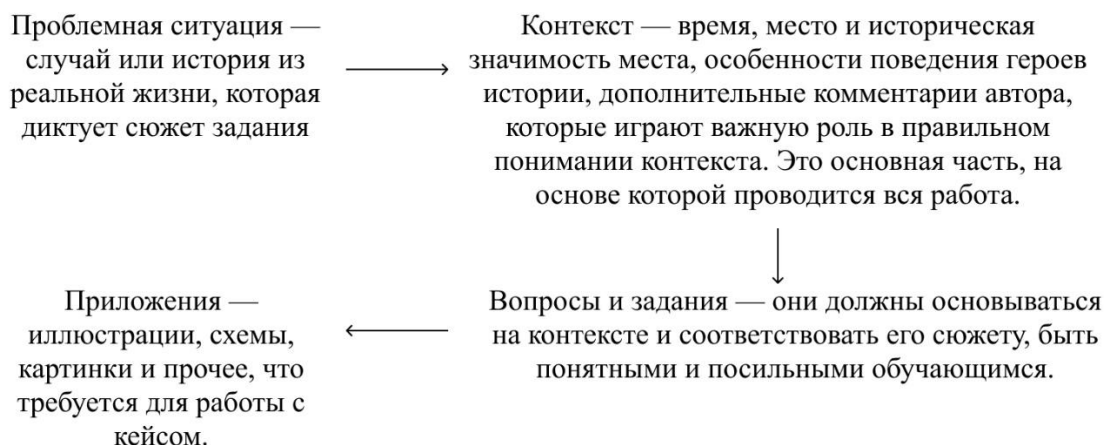 Проблемная ситуация —
случай или история из
реальной жизни, которая
диктует сюжет задания
Контекст — время, место и историческая
значимость места, особенности поведения героев
истории, дополнительные комментарии автора,
которые играют важную роль в правильном
понимании контекста. Это основная часть, на
основе которой проводится вся работа.
Вопросы и задания — они должны основываться
на контексте и соответствовать его сюжету, быть
понятными и посильными обучающимся.
Приложения —
иллюстрации, схемы,
картинки и прочее, что
требуется для работы с
кейсом.